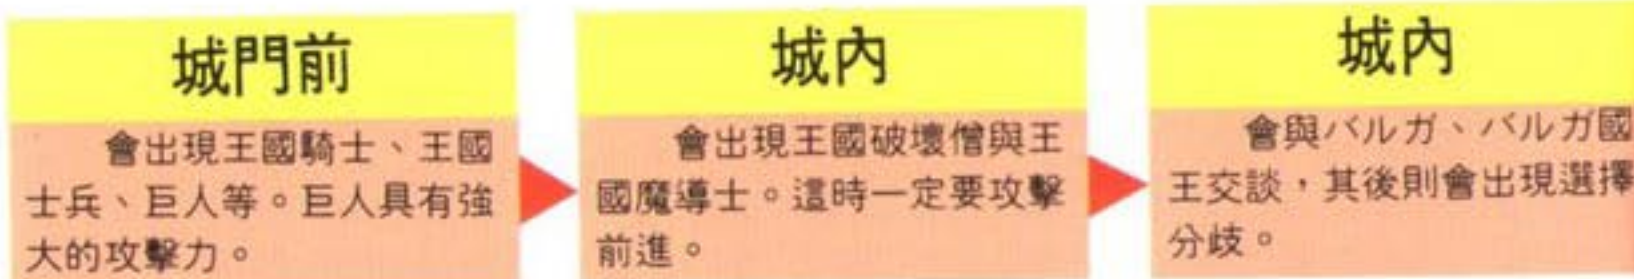 城門前
會出現王國騎士、王國
士兵、巨人等。巨人具有強
大的攻擊力。
城內
會出現王國破壞僧與王
國魔導士。這時一定要攻擊
前進。
城內
會與バルガ、バルガ國
王交談，其後則會出現選擇
分歧。